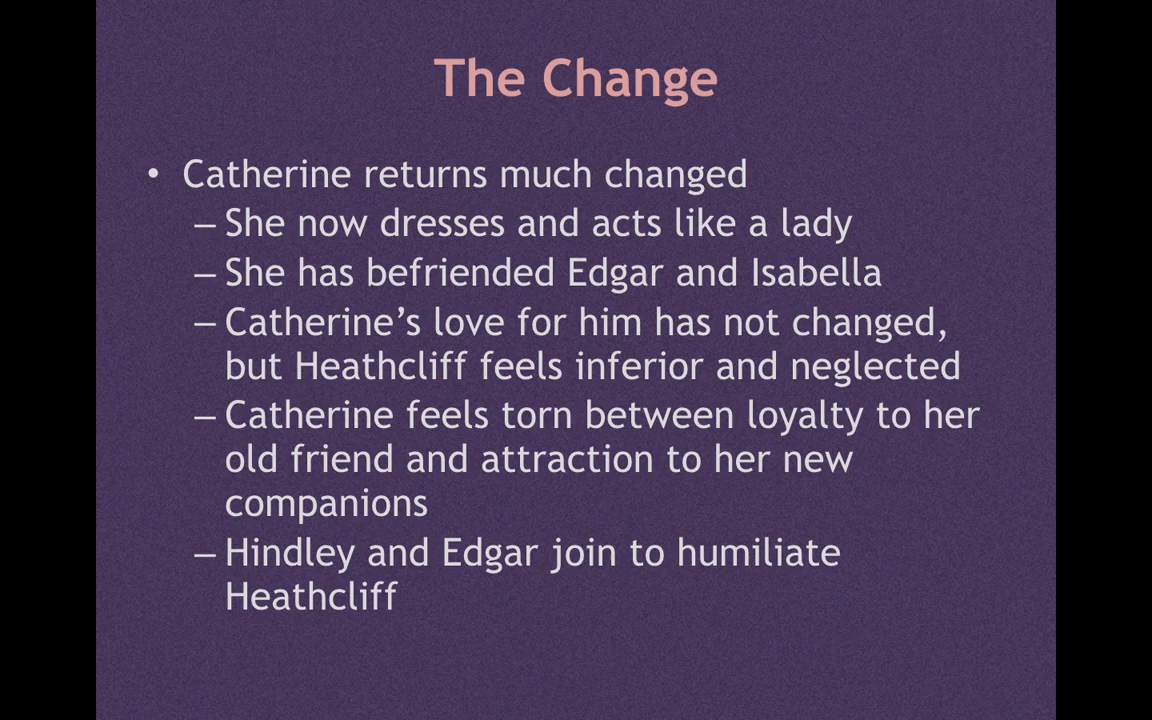 The Change
• Catherine returns much changed
– She now dresses and acts like a lady
– She has befriended Edgar and Isabella
– Catherine’s love for him has not changed,
but Heathcliff feels inferior and neglected
– Catherine feels torn between loyalty to her
old friend and attraction to her new
companions
– Hindley and Edgar join to humiliate
Heathcliff